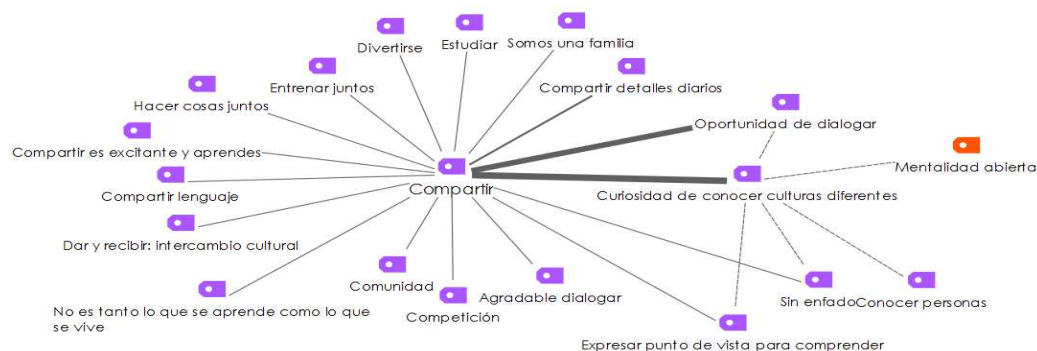 Divertirse
Estudiar
Somos una familia
Entrenar juntos
Compartir detalles diarios
Hacer cosas juntos
Oportunidad de dialogar
Compartir es excitante y aprendes
Mentalidad abierta
Compartir lenguaje
Compartir
Curiosidad de conocer culturas diferentes
Dar y recibir: intercambio cultural
Comunidad
Agradable dialogar
Sin enfado
Conocer personas
No es tanto lo que se aprende como lo que
se vive
Competición
Expresar punto de vista para comprender